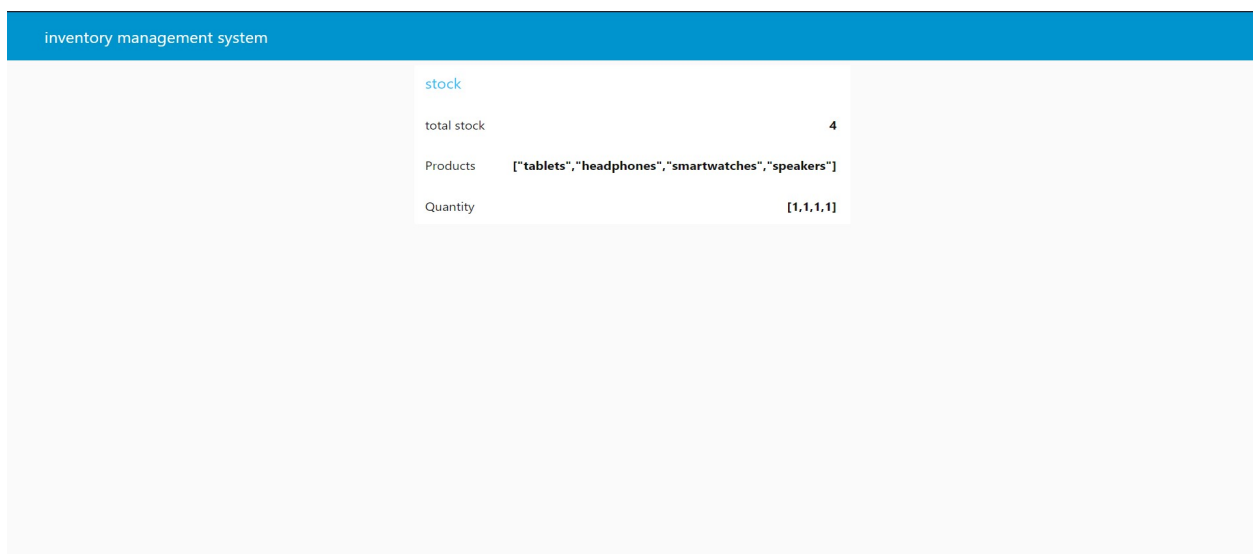 inventory management system
stock
total stock 4
Products ["tablets","headphones","smartwatches","speakers"]
Quantity [1,1,1,1]